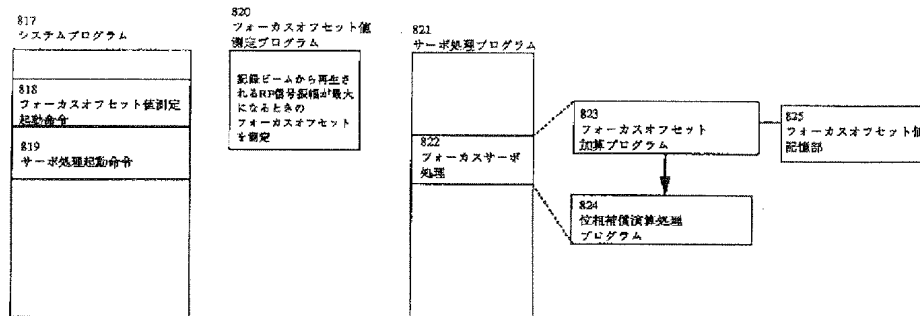 817
システムプログラム
818
フォーカスオフセット値測定
起動命令
819
サーボ処理起動命令
820
フォーカスオフセット値
測定プログラム
記録ビームから再生さ
れるRF信号振幅が最大
になるときの
フォーカスオフセット
を測定
821
サーボ処理プログラム
822
フォーカスサーボ
処理
823
フォーカスオフセット
加算プログラム
824
位相補償演算処理
プログラム
825
フォーカスオフセット値
記憶部